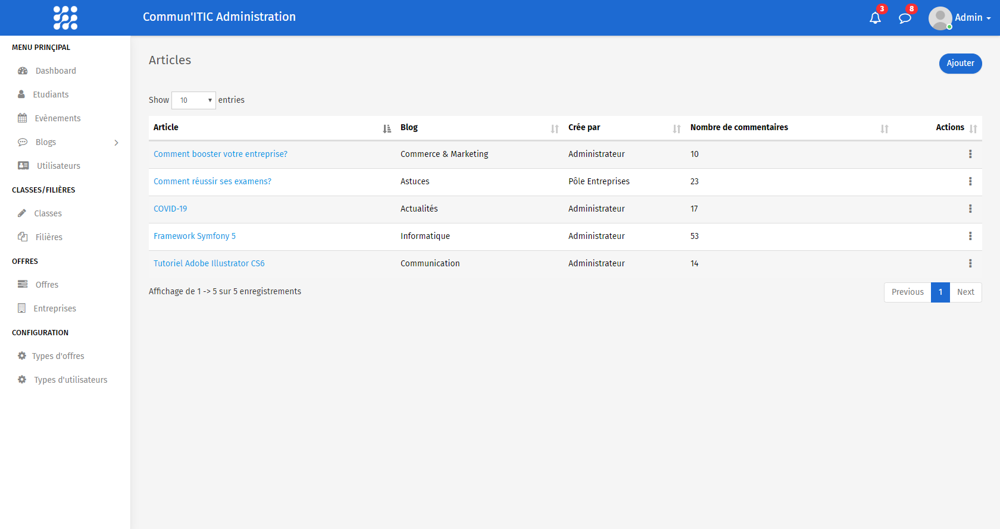 Commun'ITIC Administration
3
8
Admin
MENU PRINÇIPAL
Dashboard
Etudiants
Evènements
Blogs
Utilisateurs
CLASSES/FILIÈRES
Classes
Filières
OFFRES
Offres
Entreprises
CONFIGURATION
Types d'offres
Types d'utilisateurs
Articles
Ajouter
Show 10 entries
Article Blog Crée par Nombre de commentaires Actions
Comment booster votre entreprise? Commerce & Marketing Administrateur 10
Comment réussir ses examens? Astuces Pôle Entreprises 23
COVID-19 Actualités Administrateur 17
Framework Symfony 5 Informatique Administrateur 53
Tutoriel Adobe Illustrator CS6 Communication Administrateur 14
Affichage de 1 -> 5 sur 5 enregistrements
Previous 1 Next